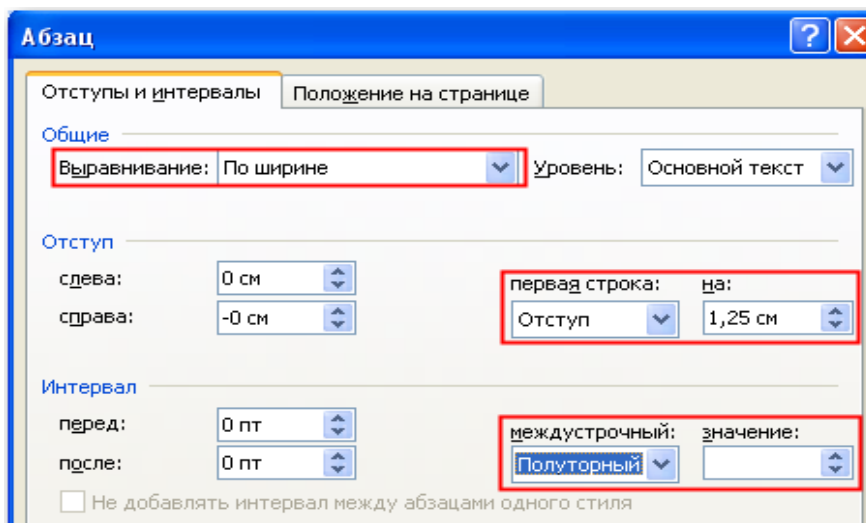 Абзац
Отступы и интервалы Положение на странице
Общие
Выравнивание: По ширине Уровень: Основной текст
Отступ
слева: 0 см первая строка: на:
справа: -0 см Отступ 1,25 см
Интервал
перед: 0 пт междустрочный: значение:
после: 0 пт Полуторный
Не добавлять интервал между абзацами одного стиля